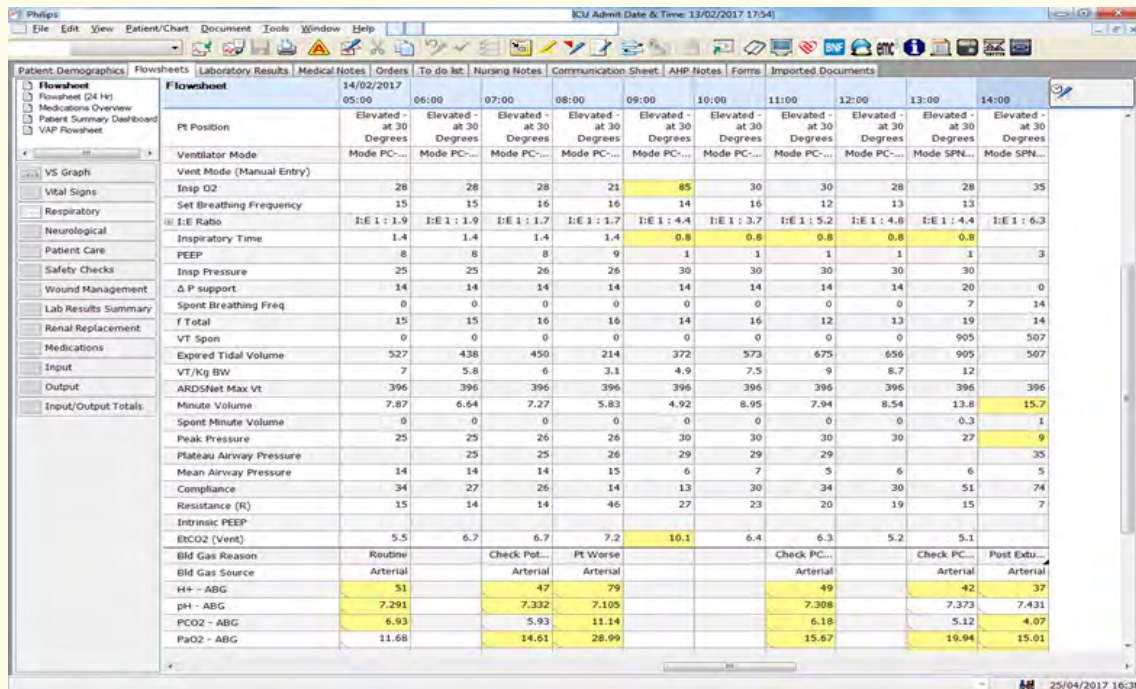 Philips
ICU Admit Date & Time: 13/02/2017 17:54]
File Edit View Patient/Chart Document Tools Window Help
BNF emc
Patient Demographics Flowsheets Laboratory Results Medical Notes Orders To do list Nursing Notes Communication Sheet AHP Notes Forms Imported Documents
Flowsheet
Flowsheet (24 Hr)
Medications Overview
Patient Summary Dashboard
VAP Flowsheet
VS Graph
Vital Signs
Respiratory
Neurological
Patient Care
Safety Checks
Wound Management
Lab Results Summary
Renal Replacement
Medications
Input
Output
Input/Output Totals
Flowsheet 14/02/2017
05:00 06:00 07:00 08:00 09:00 10:00 11:00 12:00 13:00 14:00
Elevated - Elevated - Elevated - Elevated - Elevated - Elevated - Elevated - Elevated - Elevated - Elevated -
Pt Position at 30 at 30 at 30 at 30 at 30 at 30 at 30 at 30 at 30 at 30
Degrees Degrees Degrees Degrees Degrees Degrees Degrees Degrees Degrees Degrees
Ventilator Mode Mode PC-... Mode PC-... Mode PC-... Mode PC-... Mode PC-... Mode PC-... Mode PC-... Mode PC-... Mode SPN... Mode SPN...
Vent Mode (Manual Entry)
Insp O2 28 28 28 21 85 30 30 28 28 35
Set Breathing Frequency 15 15 16 16 14 16 12 13 13
I:E Ratio I:E 1 : 1.9 I:E 1 : 1.9 I:E 1 : 1.7 I:E 1 : 1.7 I:E 1 : 4.4 I:E 1 : 3.7 I:E 1 : 5.2 I:E 1 : 4.8 I:E 1 : 4.4 I:E 1 : 6.3
Inspiratory Time 1.4 1.4 1.4 1.4 0.8 0.8 0.8 0.8 0.8
PEEP 8 8 8 9 1 1 1 1 1 3
Insp Pressure 25 25 26 26 30 30 30 30 30
Δ P support 14 14 14 14 14 14 14 14 20 0
Spont Breathing Freq 0 0 0 0 0 0 0 0 7 14
f Total 15 15 16 16 14 16 12 13 19 14
VT Spon 0 0 0 0 0 0 0 0 905 507
Expired Tidal Volume 527 438 450 214 372 573 675 656 905 507
VT/Kg BW 7 5.8 6 3.1 4.9 7.5 9 8.7 12
ARDSNet Max Vt 396 396 396 396 396 396 396 396 396 396
Minute Volume 7.87 6.64 7.27 5.83 4.92 8.95 7.94 8.54 13.8 15.7
Spont Minute Volume 0 0 0 0 0 0 0 0 0.3 1
Peak Pressure 25 25 26 26 30 30 30 30 27 9
Plateau Airway Pressure 25 25 26 29 29 29 35
Mean Airway Pressure 14 14 14 15 6 7 5 6 6 5
Compliance 34 27 26 14 13 30 34 30 51 74
Resistance (R) 15 14 14 46 27 23 20 19 15 7
Intrinsic PEEP
EtCO2 (Vent) 5.5 6.7 6.7 7.2 10.1 6.4 6.3 5.2 5.1
Bld Gas Reason Routine Check Pot... Pt Worse Check PC... Check PC... Post Extu...
Bld Gas Source Arterial Arterial Arterial Arterial Arterial Arterial
H+ - ABG 51 47 79 49 42 37
pH - ABG 7.291 7.332 7.105 7.308 7.373 7.431
PCO2 - ABG 6.93 5.93 11.14 6.18 5.12 4.07
PaO2 - ABG 11.68 14.61 28.99 15.67 19.94 15.01